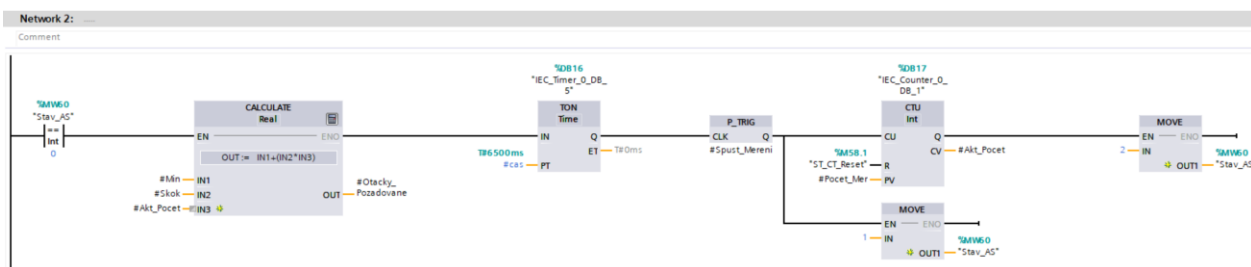 Network 2: .....
Comment
%MW60
"Stav_AS"
==
Int
0
CALCULATE
Real
EN
ENO
OUT := IN1+(IN2*IN3)
#Min
IN1
#Skok
IN2
#Akt_Pocet
IN3
OUT
#Otacky_
Pozadovane
%DB16
"IEC_Timer_0_DB_
5"
TON
Time
IN
Q
T#6500ms
#cas
PT
ET
T#0ms
P_TRIG
CLK
Q
#Spust_Mereni
%DB17
"IEC_Counter_0_
DB_1"
CTU
Int
CU
Q
CV
#Akt_Pocet
%M58.1
"ST_CT_Reset"
R
#Pocet_Mer
PV
MOVE
EN
ENO
2
IN
OUT1
%MW60
"Stav_AS
MOVE
EN
ENO
1
IN
OUT1
%MW60
"Stav_AS"